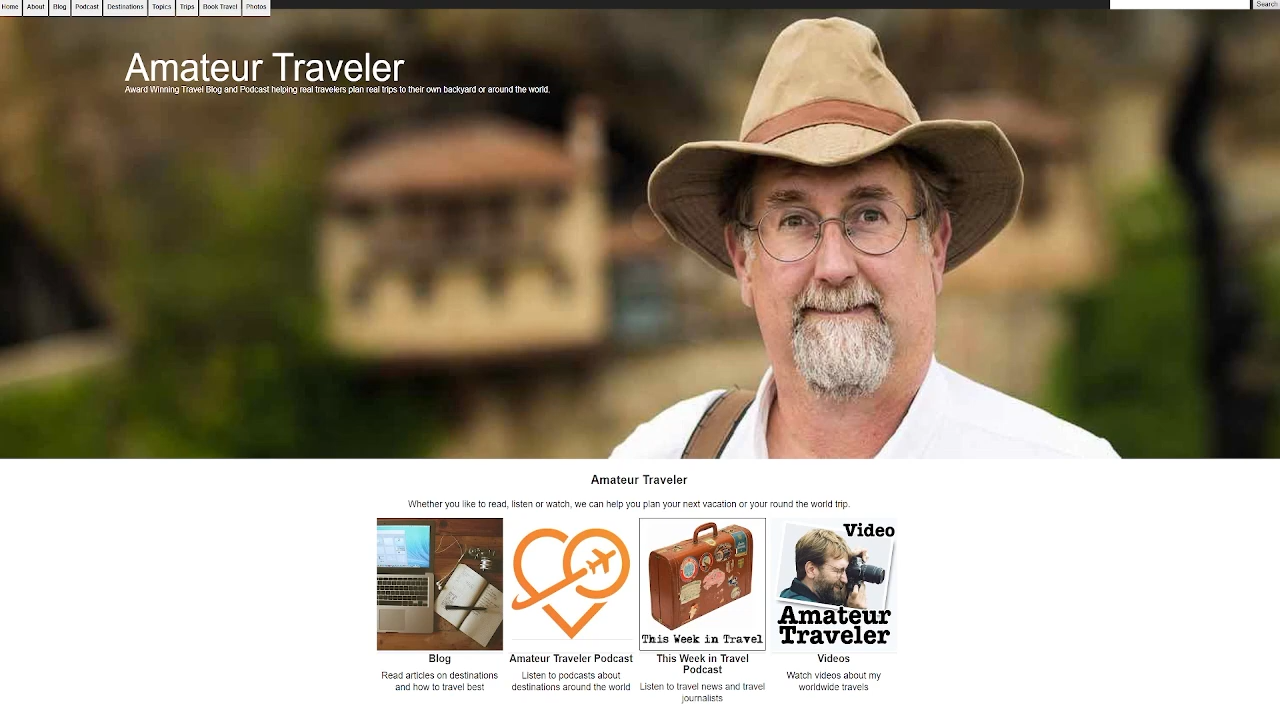 Home About Blog Podcast Destinations Topics Trips Book Travel Photos Search
Amateur Traveler
Award Winning Travel Blog and Podcast helping real travelers plan real trips to their own backyard or around the world.
Amateur Traveler
Whether you like to read, listen or watch, we can help you plan your next vacation or your round the world trip.
This Week in Travel
Video
Amateur
Traveler
Blog
Read articles on destinations
and how to travel best
Amateur Traveler Podcast
Listen to podcasts about
destinations around the world
This Week in Travel
Podcast
Listen to travel news and travel
journalists
Videos
Watch videos about my
worldwide travels